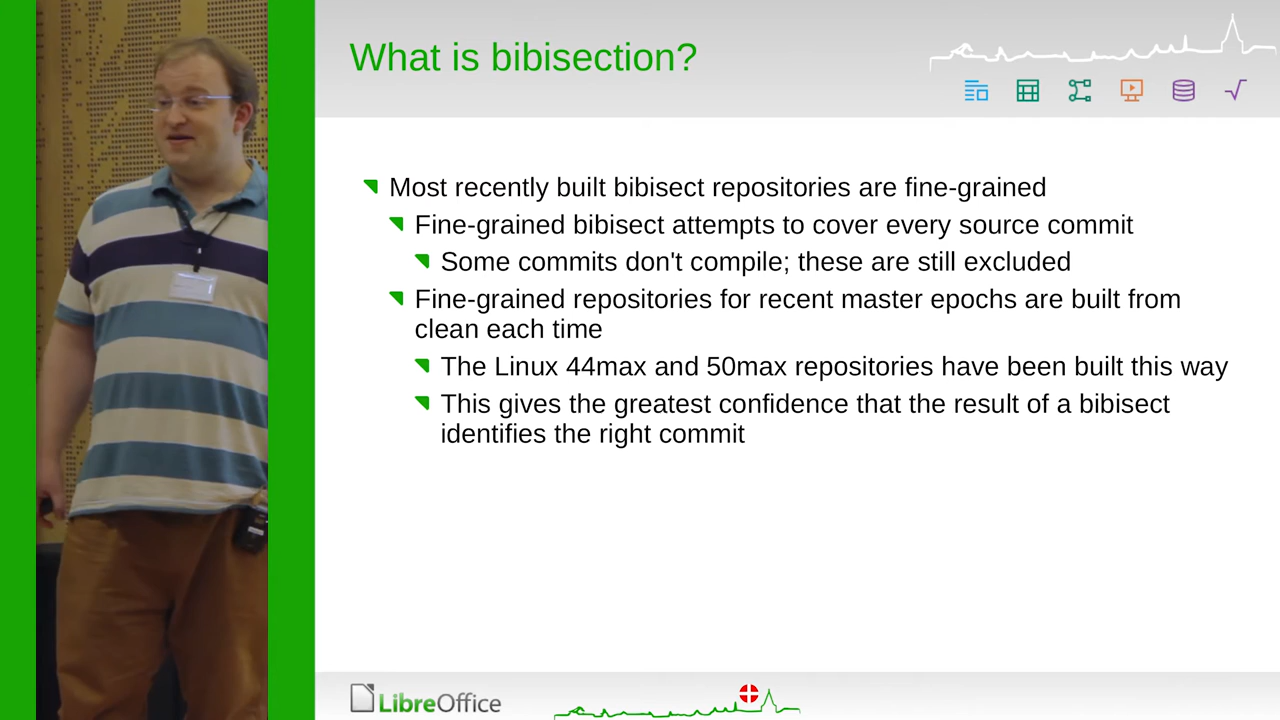 What is bibisection?
Most recently built bibisect repositories are fine-grained
Fine-grained bibisect attempts to cover every source commit
Some commits don't compile; these are still excluded
Fine-grained repositories for recent master epochs are built from
clean each time
The Linux 44max and 50max repositories have been built this way
This gives the greatest confidence that the result of a bibisect
identifies the right commit
LibreOffice